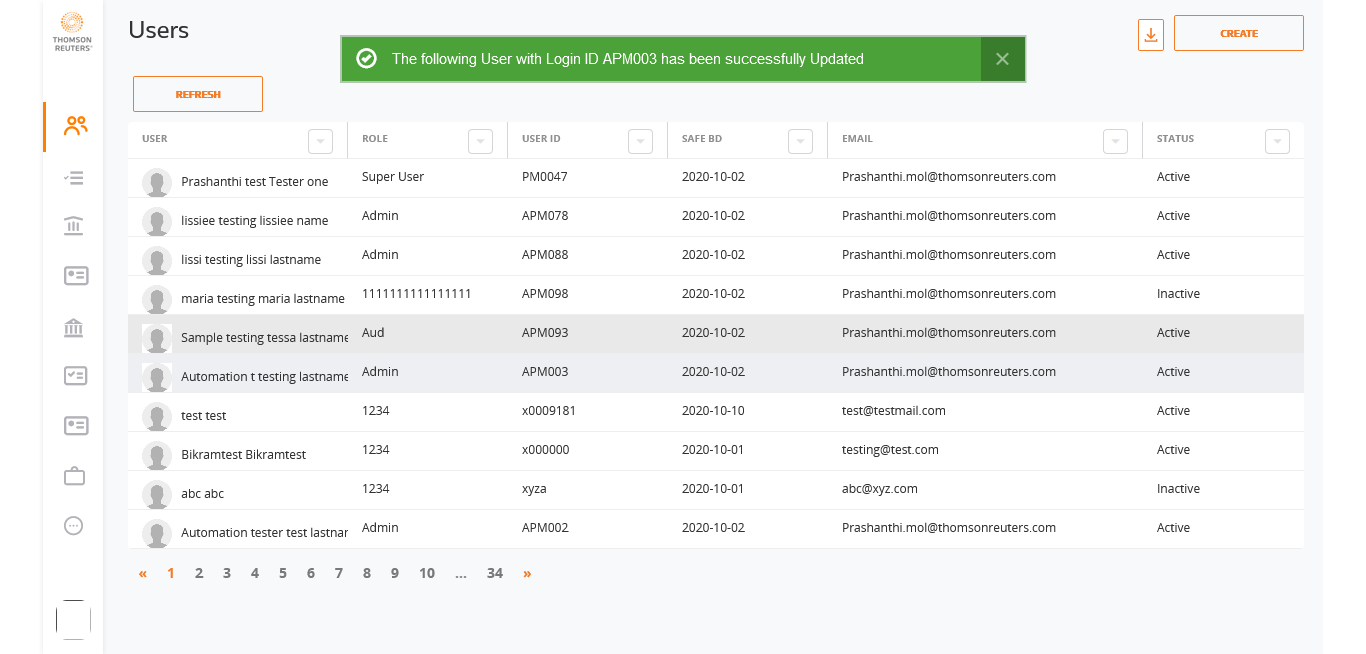 THOMSON
REUTERS®
Users
The following User with Login ID APM003 has been successfully Updated
CREATE
REFRESH
USER ROLE USER ID SAFE BD EMAIL STATUS
Prashanthi test Tester one Super User PM0047 2020-10-02 Prashanthi.mol@thomsonreuters.com Active
lissiee testing lissiee name Admin APM078 2020-10-02 Prashanthi.mol@thomsonreuters.com Active
lissi testing lissi lastname Admin APM088 2020-10-02 Prashanthi.mol@thomsonreuters.com Active
maria testing maria lastname 1111111111111111 APM098 2020-10-02 Prashanthi.mol@thomsonreuters.com Inactive
Sample testing tessa lastname Aud APM093 2020-10-02 Prashanthi.mol@thomsonreuters.com Active
Automation t testing lastname Admin APM003 2020-10-02 Prashanthi.mol@thomsonreuters.com Active
test test 1234 x0009181 2020-10-10 test@testmail.com Active
Bikramtest Bikramtest 1234 x000000 2020-10-01 testing@test.com Active
abc abc 1234 xyza 2020-10-01 abc@xyz.com Inactive
Automation tester test lastnar Admin APM002 2020-10-02 Prashanthi.mol@thomsonreuters.com Active
« 1 2 3 4 5 6 7 8 9 10 ... 34 »